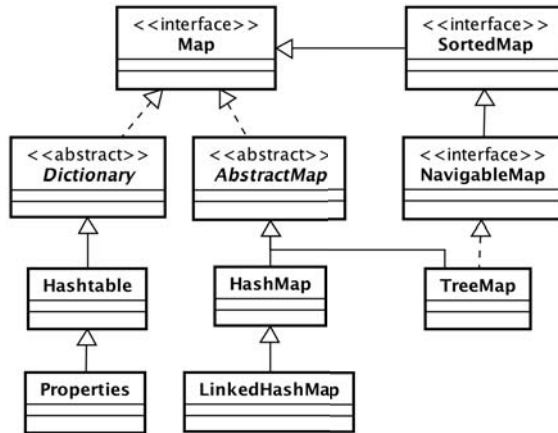 <<interface>>
Map
<<interface>>
SortedMap
<<abstract>>
Dictionary
<<abstract>>
AbstractMap
<<interface>>
NavigableMap
Hashtable
HashMap
TreeMap
Properties
LinkedHashMap